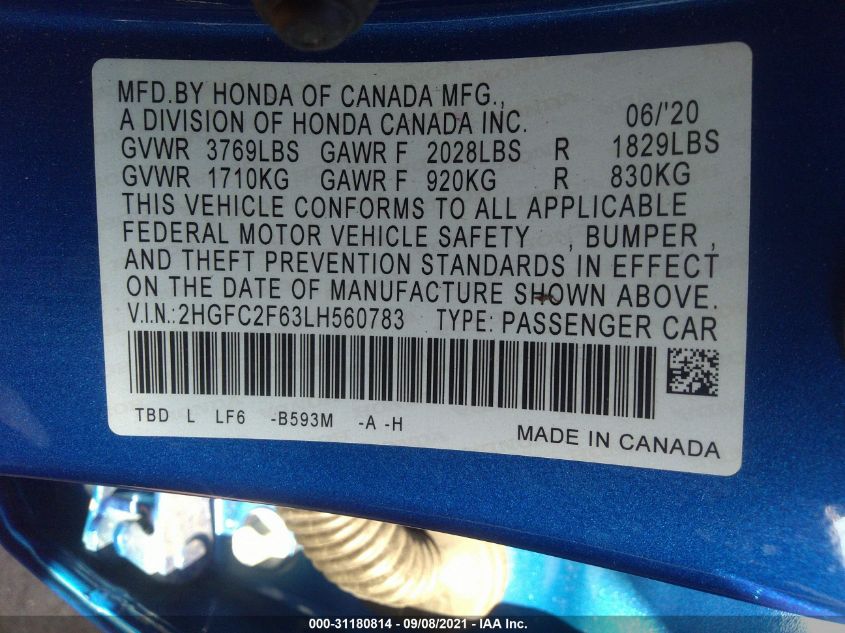 MFD.BY HONDA OF CANADA MFG.,
A DIVISION OF HONDA CANADA INC. 06/'20
GVWR 3769LBS GAWR F 2028LBS R 1829LBS
GVWR 1710KG GAWR F 920KG R 830KG
THIS VEHICLE CONFORMS TO ALL APPLICABLE
FEDERAL MOTOR VEHICLE SAFETY , BUMPER ,
AND THEFT PREVENTION STANDARDS IN EFFECT
ON THE DATE OF MANUFACTURE SHOWN ABOVE.
V.I.N.: 2HGFC2F63LH560783 TYPE: PASSENGER CAR
TBD L LF6 -B593M -A -H
MADE IN CANADA
000-31180814 - 09/08/2021 - IAA Inc.